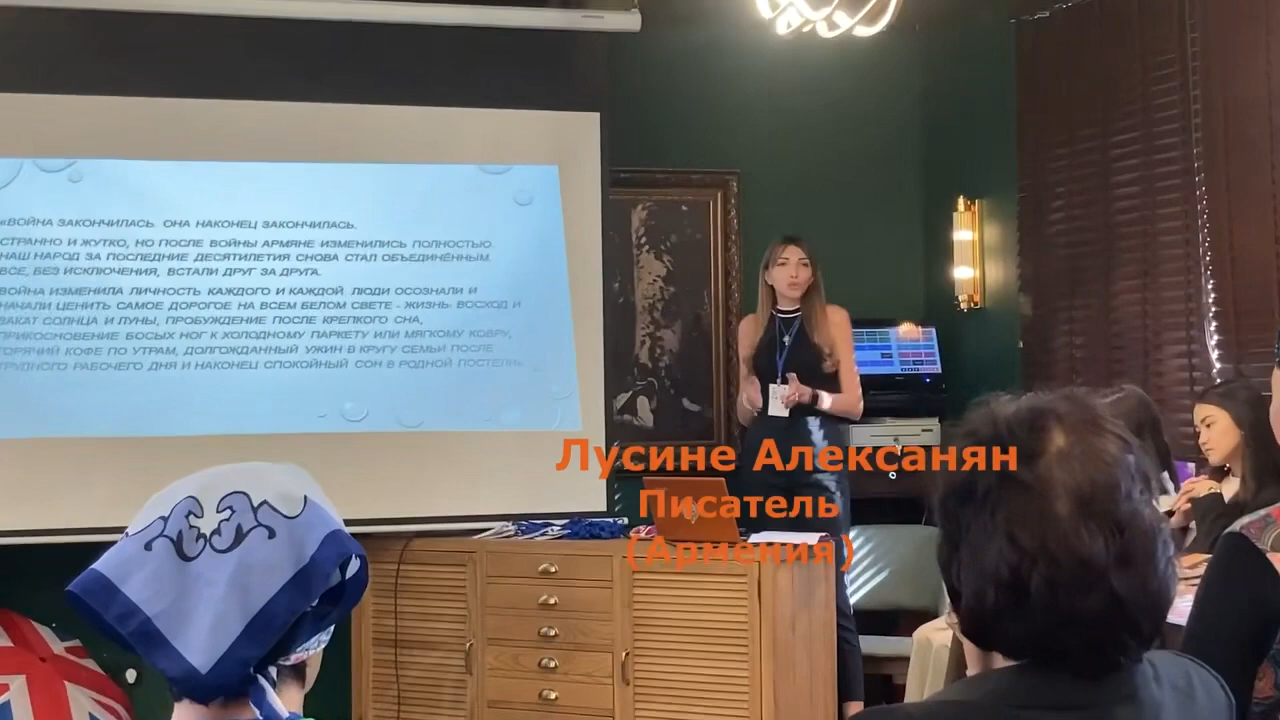 «ВОЙНА ЗАКОНЧИЛАСЬ. ОНА НАКОНЕЦ ЗАКОНЧИЛАСЬ.
СТРАННО И ЖУТКО, НО ПОСЛЕ ВОЙНЫ АРМЯНЕ ИЗМЕНИЛИСЬ ПОЛНОСТЬЮ.
НАШ НАРОД ЗА ПОСЛЕДНИЕ ДЕСЯТИЛЕТИЯ СНОВА СТАЛ ОБЪЕДИНЁННЫМ.
ВСЕ, БЕЗ ИСКЛЮЧЕНИЯ, ВСТАЛИ ДРУГ ЗА ДРУГА.
ВОЙНА ИЗМЕНИЛА ЛИЧНОСТЬ КАЖДОГО И КАЖДОЙ. ЛЮДИ ОСОЗНАЛИ И
НАЧАЛИ ЦЕНИТЬ САМОЕ ДОРОГОЕ НА ВСЕМ БЕЛОМ СВЕТЕ - ЖИЗНЬ: ВОСХОД И
ЗАКАТ СОЛНЦА И ЛУНЫ, ПРОБУЖДЕНИЕ ПОСЛЕ КРЕПКОГО СНА,
ПРИКОСНОВЕНИЕ БОСЫХ НОГ К ХОЛОДНОМУ ПАРКЕТУ ИЛИ МЯГКОМУ КОВРУ,
ГОРЯЧИЙ КОФЕ ПО УТРАМ, ДОЛГОЖДАННЫЙ УЖИН В КРУГУ СЕМЬИ ПОСЛЕ
ТРУДНОГО РАБОЧЕГО ДНЯ И НАКОНЕЦ СПОКОЙНЫЙ СОН В РОДНОЙ ПОСТЕЛИ».
Лусине Алексанян
Писатель
(Армения)